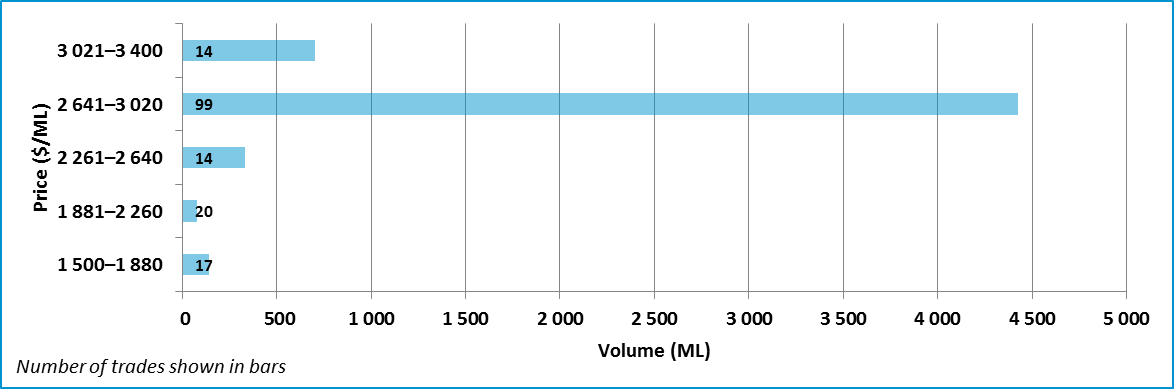 Price ($/ML)
3 021–3 400
14
2 641–3 020
99
2 261–2 640
14
1 881–2 260
20
1 500–1 880
17
0 500 1 000 1 500 2 000 2 500 3 000 3 500 4 000 4 500 5 000
Volume (ML)
Number of trades shown in bars